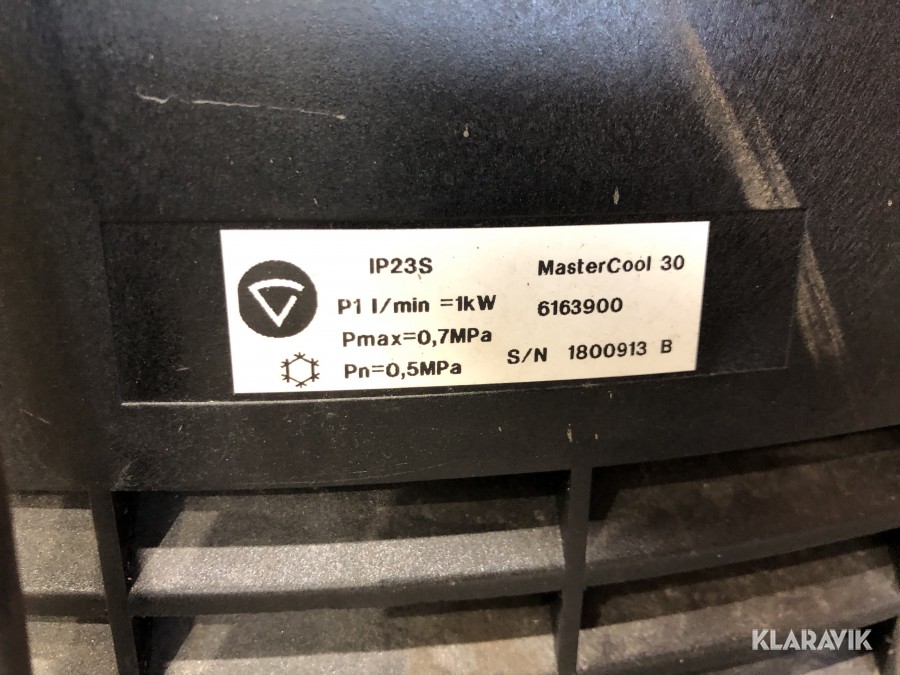 IP23S
P1 l/min =1kW
Pmax=0,7MPa
Pn=0,5MPa
MasterCool 30
6163900
S/N 1800913 B
KLARAVIK